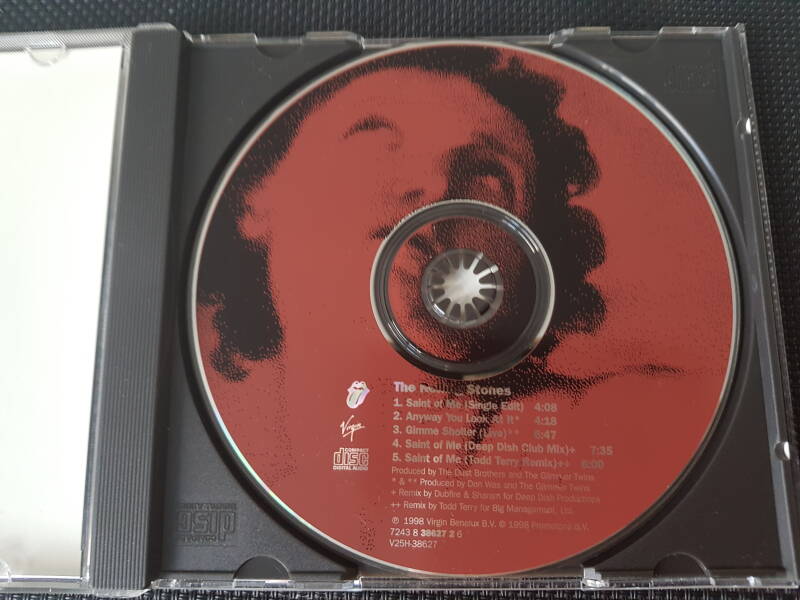 The Rolling Stones
1. Saint of Me (Single Edit) 4:08
2. Anyway You Look At It* 4:18
3. Gimme Shelter (Live)** 6:47
4. Saint of Me (Deep Dish Club Mix)+ 7:35
5. Saint of Me (Todd Terry Remix)++ 6:00
Virgin
COMPACT
disc
DIGITAL AUDIO
Produced by The Dust Brothers and The Glimmer Twins
* & ** Produced by Don Was and The Glimmer Twins
+ Remix by Dubfire & Sharam for Deep Dish Productions
++ Remix by Todd Terry for Big Management, Ltd.
℗ 1998 Virgin Benelux B.V. © 1998 Promotone B.V.
7243 8 38627 2 6
V25H-38627
COMPACT
disc
DIGITAL AUDIO